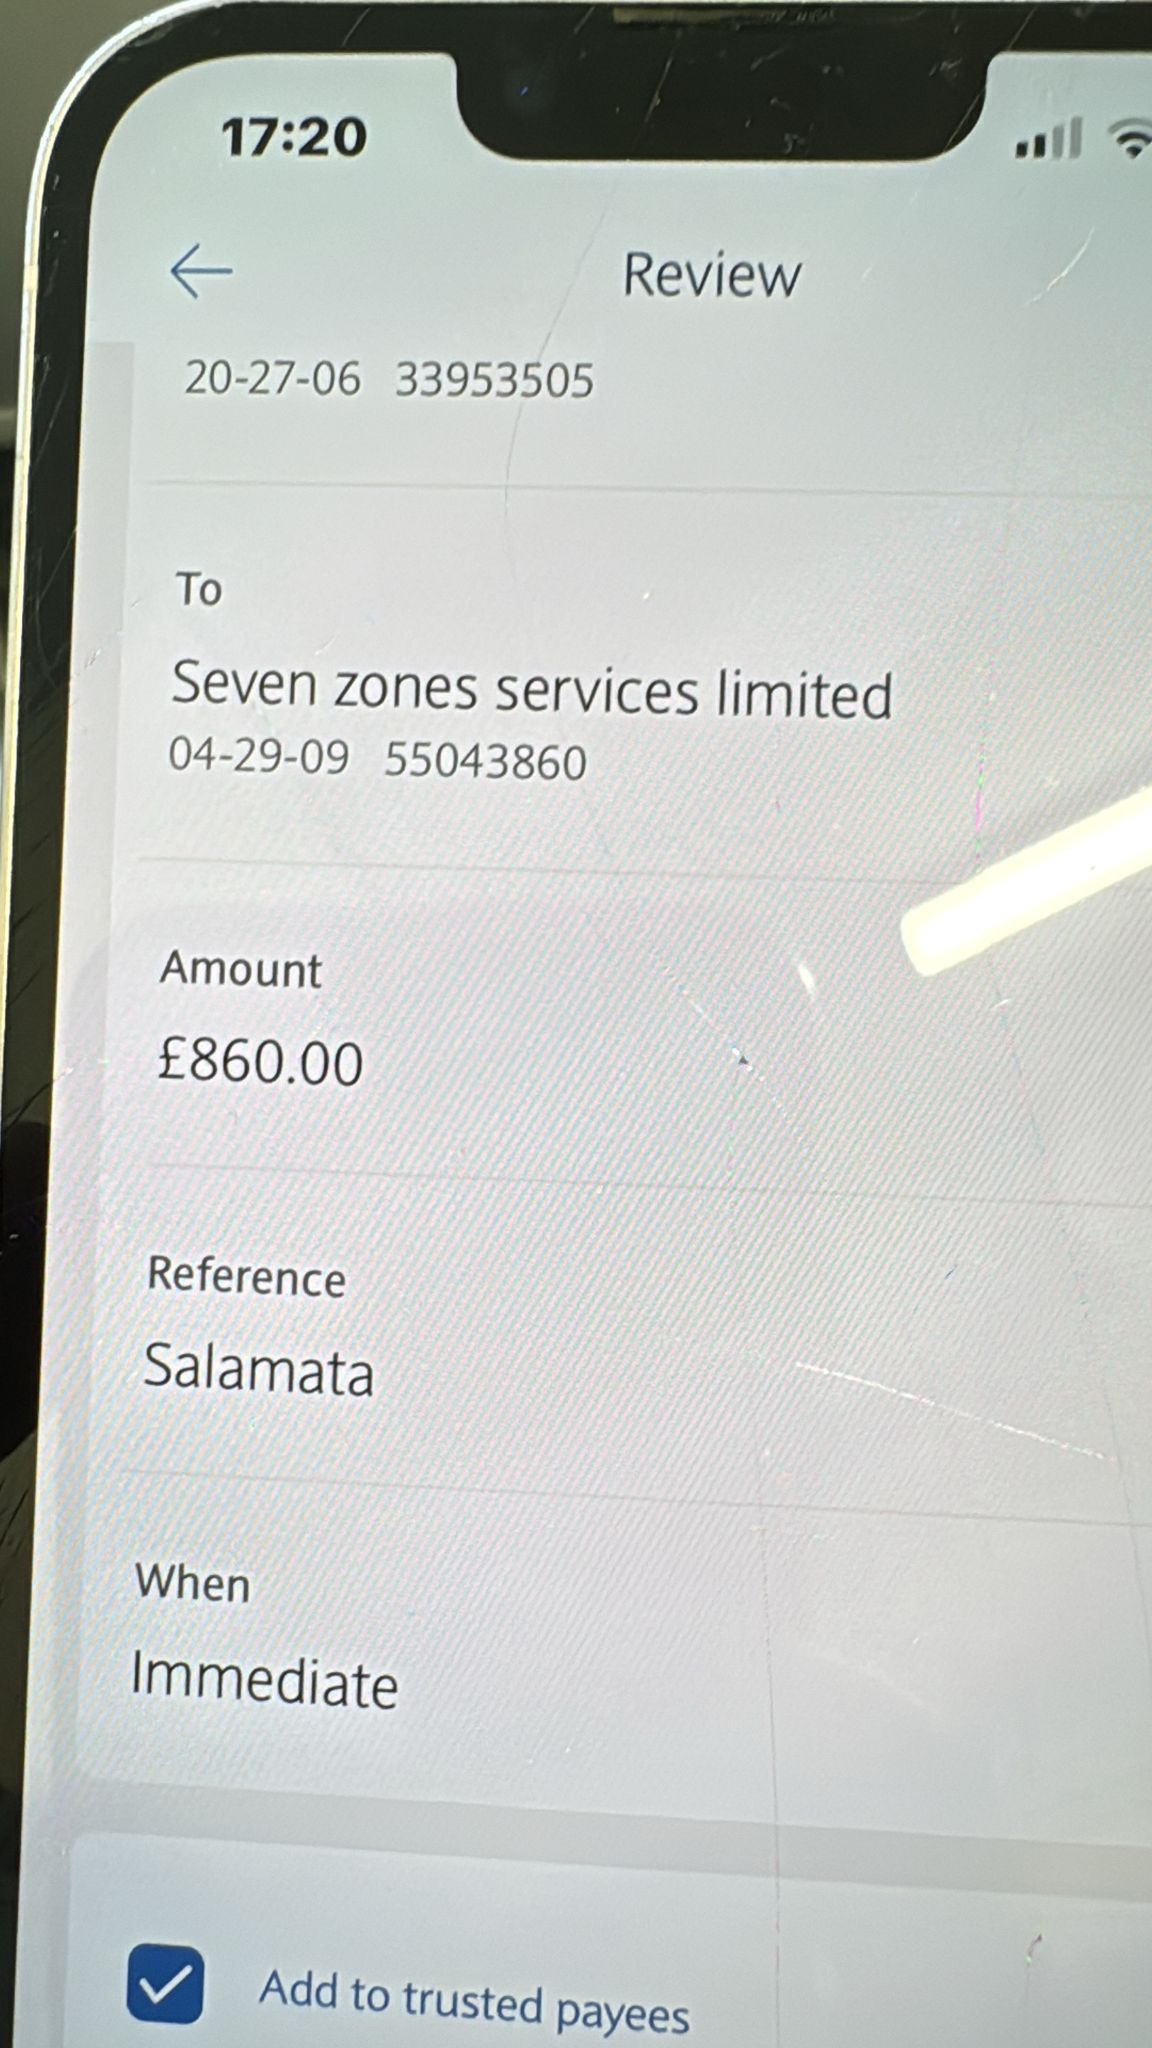 17:20
Review
20-27-06 33953505
To
Seven zones services limited
04-29-09 55043860
Amount
£860.00
Reference
Salamata
When
Immediate
Add to trusted payees